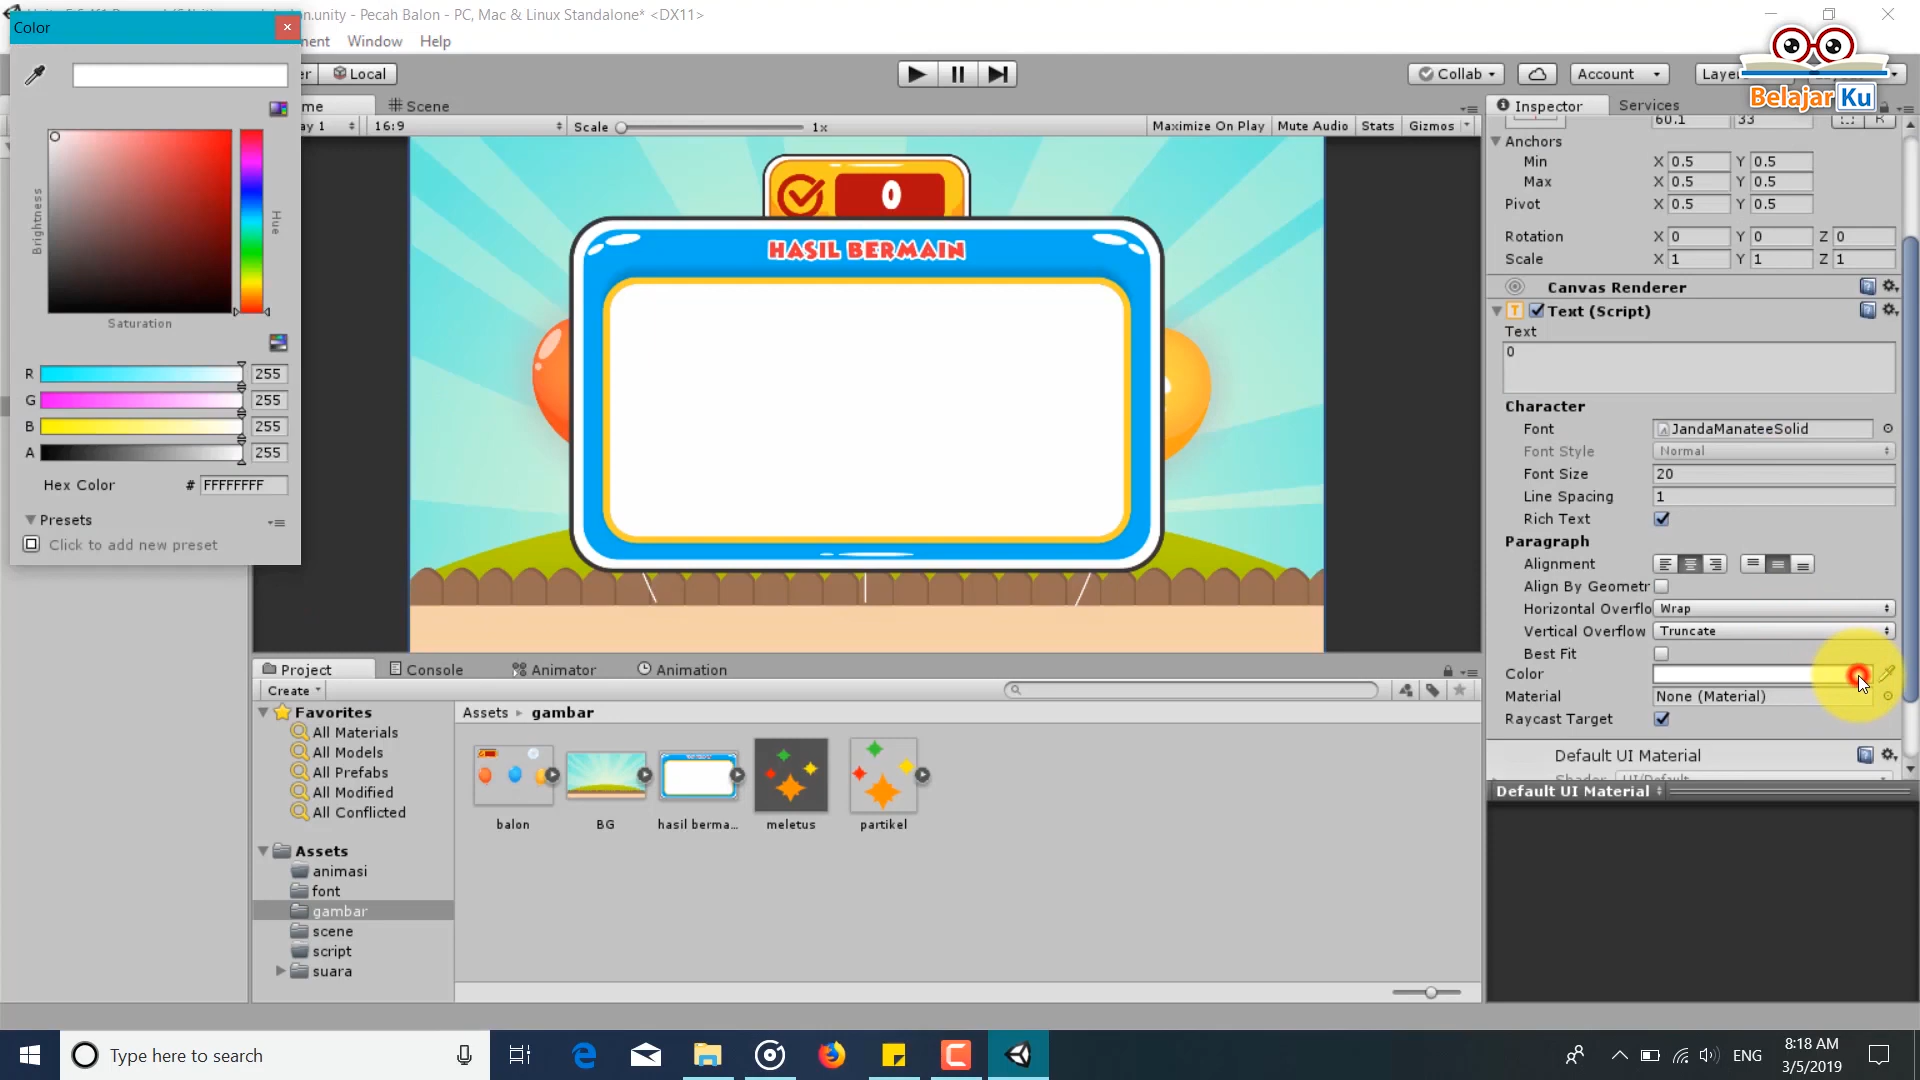 Color
.unity - Pecah Balon - PC, Mac & Linux Standalone* <DX11>
Window Help
Local
Collab
Account
Belajar Ku
Scene
16:9
Scale
1x
Maximize On Play
Mute Audio
Stats
Gizmos
Inspector
Services
60.1
33
R
Anchors
Min X 0.5 Y 0.5
Max X 0.5 Y 0.5
Pivot X 0.5 Y 0.5
Rotation X 0 Y 0 Z 0
Scale X 1 Y 1 Z 1
Canvas Renderer
Text (Script)
Text
0
Character
Font JandaManateeSolid
Font Style Normal
Font Size 20
Line Spacing 1
Rich Text
Paragraph
Alignment
Align By Geometr
Horizontal Overflo Wrap
Vertical Overflow Truncate
Best Fit
Color
Material None (Material)
Raycast Target
Default UI Material
Shader UI/Default
Default UI Material
Brightness
Hue
Saturation
R 255
G 255
B 255
A 255
Hex Color # FFFFFFFF
Presets
Click to add new preset
0
HASIL BERMAIN
Project
Console
Animator
Animation
Create
Favorites
All Materials
All Models
All Prefabs
All Modified
All Conflicted
Assets
animasi
font
gambar
scene
script
suara
Assets ▸ gambar
balon
BG
hasil berma...
meletus
partikel
Type here to search
ENG
8:18 AM
3/5/2019